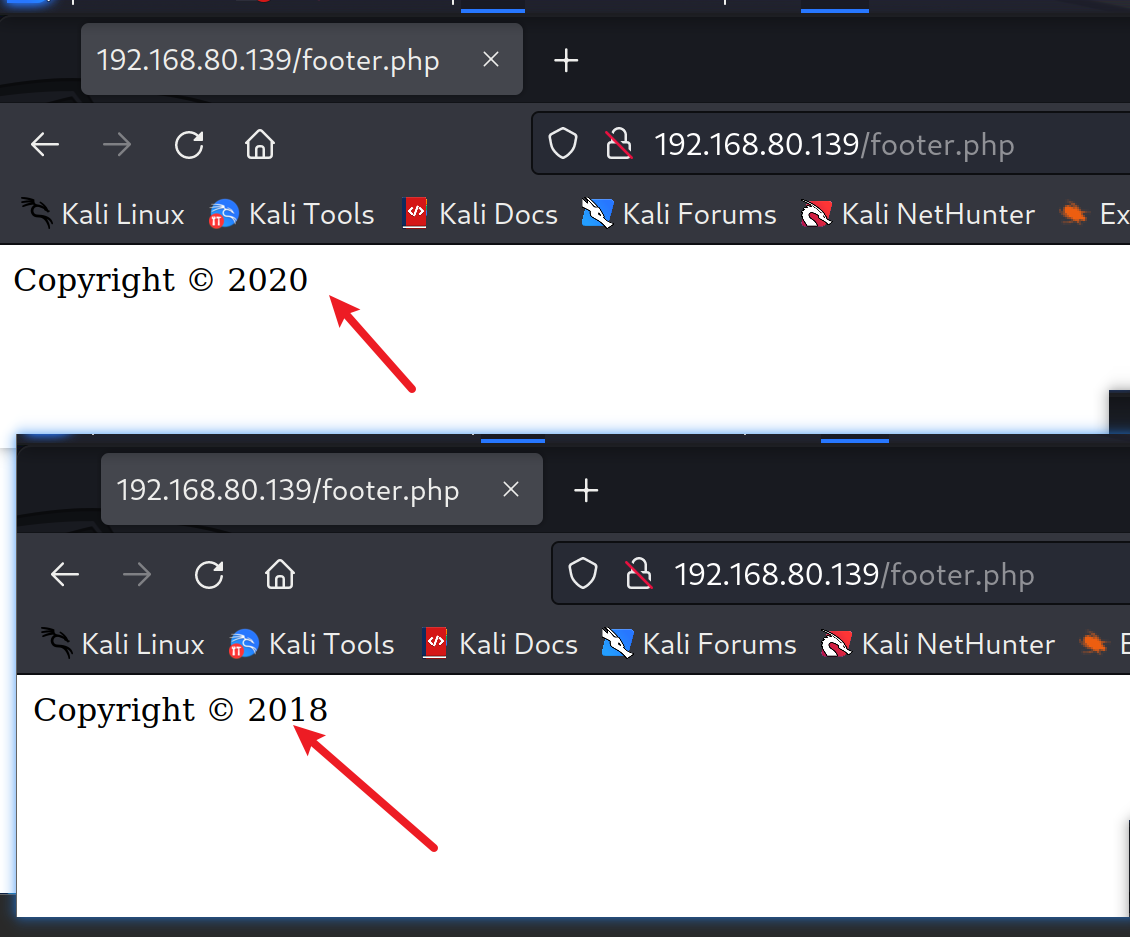 192.168.80.139/footer.php
192.168.80.139/footer.php
Kali Linux Kali Tools Kali Docs Kali Forums Kali NetHunter Ex
Copyright © 2020
192.168.80.139/footer.php
192.168.80.139/footer.php
Kali Linux Kali Tools Kali Docs Kali Forums Kali NetHunter E
Copyright © 2018